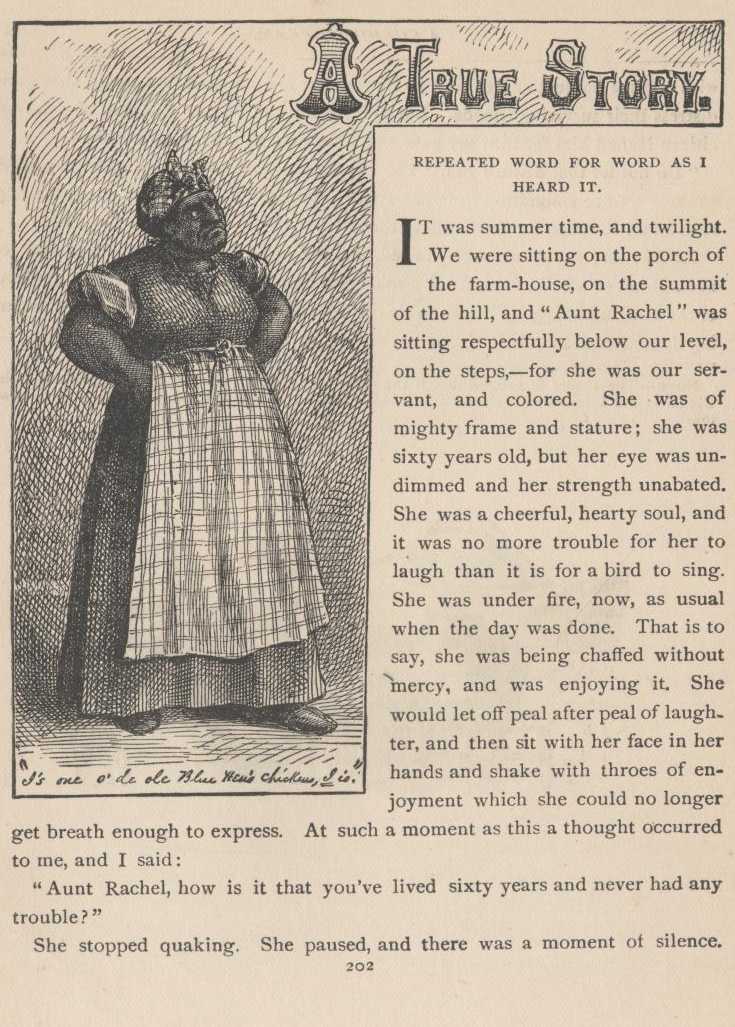 A TRUE STORY.
REPEATED WORD FOR WORD AS I
HEARD IT.
IT was summer time, and twilight.
We were sitting on the porch of
the farm-house, on the summit
of the hill, and "Aunt Rachel" was
sitting respectfully below our level,
on the steps,—for she was our ser-
vant, and colored. She was of
mighty frame and stature; she was
sixty years old, but her eye was un-
dimmed and her strength unabated.
She was a cheerful, hearty soul, and
it was no more trouble for her to
laugh than it is for a bird to sing.
She was under fire, now, as usual
when the day was done. That is to
say, she was being chaffed without
mercy, and was enjoying it. She
would let off peal after peal of laugh-
ter, and then sit with her face in her
hands and shake with throes of en-
joyment which she could no longer
"I's one o' de ole Blue Hen's chickens, I is."
get breath enough to express. At such a moment as this a thought occurred
to me, and I said:
"Aunt Rachel, how is it that you've lived sixty years and never had any
trouble?"
She stopped quaking. She paused, and there was a moment of silence.
202